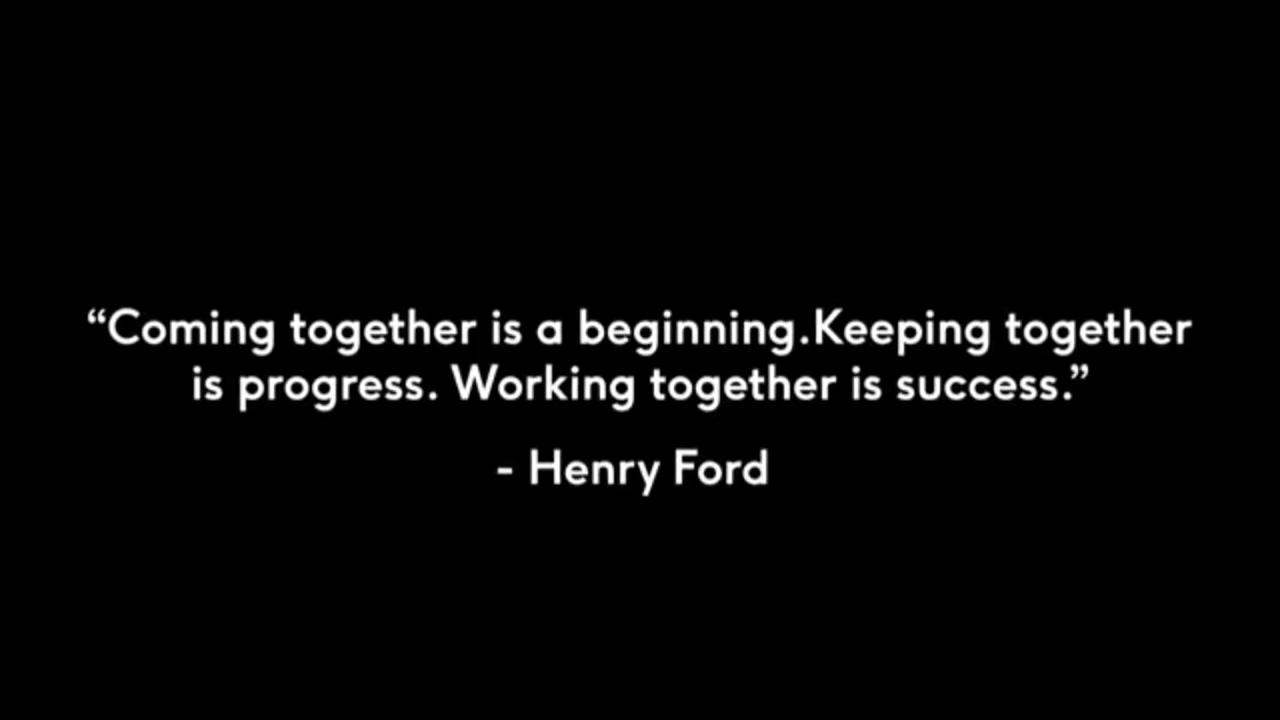 “Coming together is a beginning.Keeping together
is progress. Working together is success.”
- Henry Ford